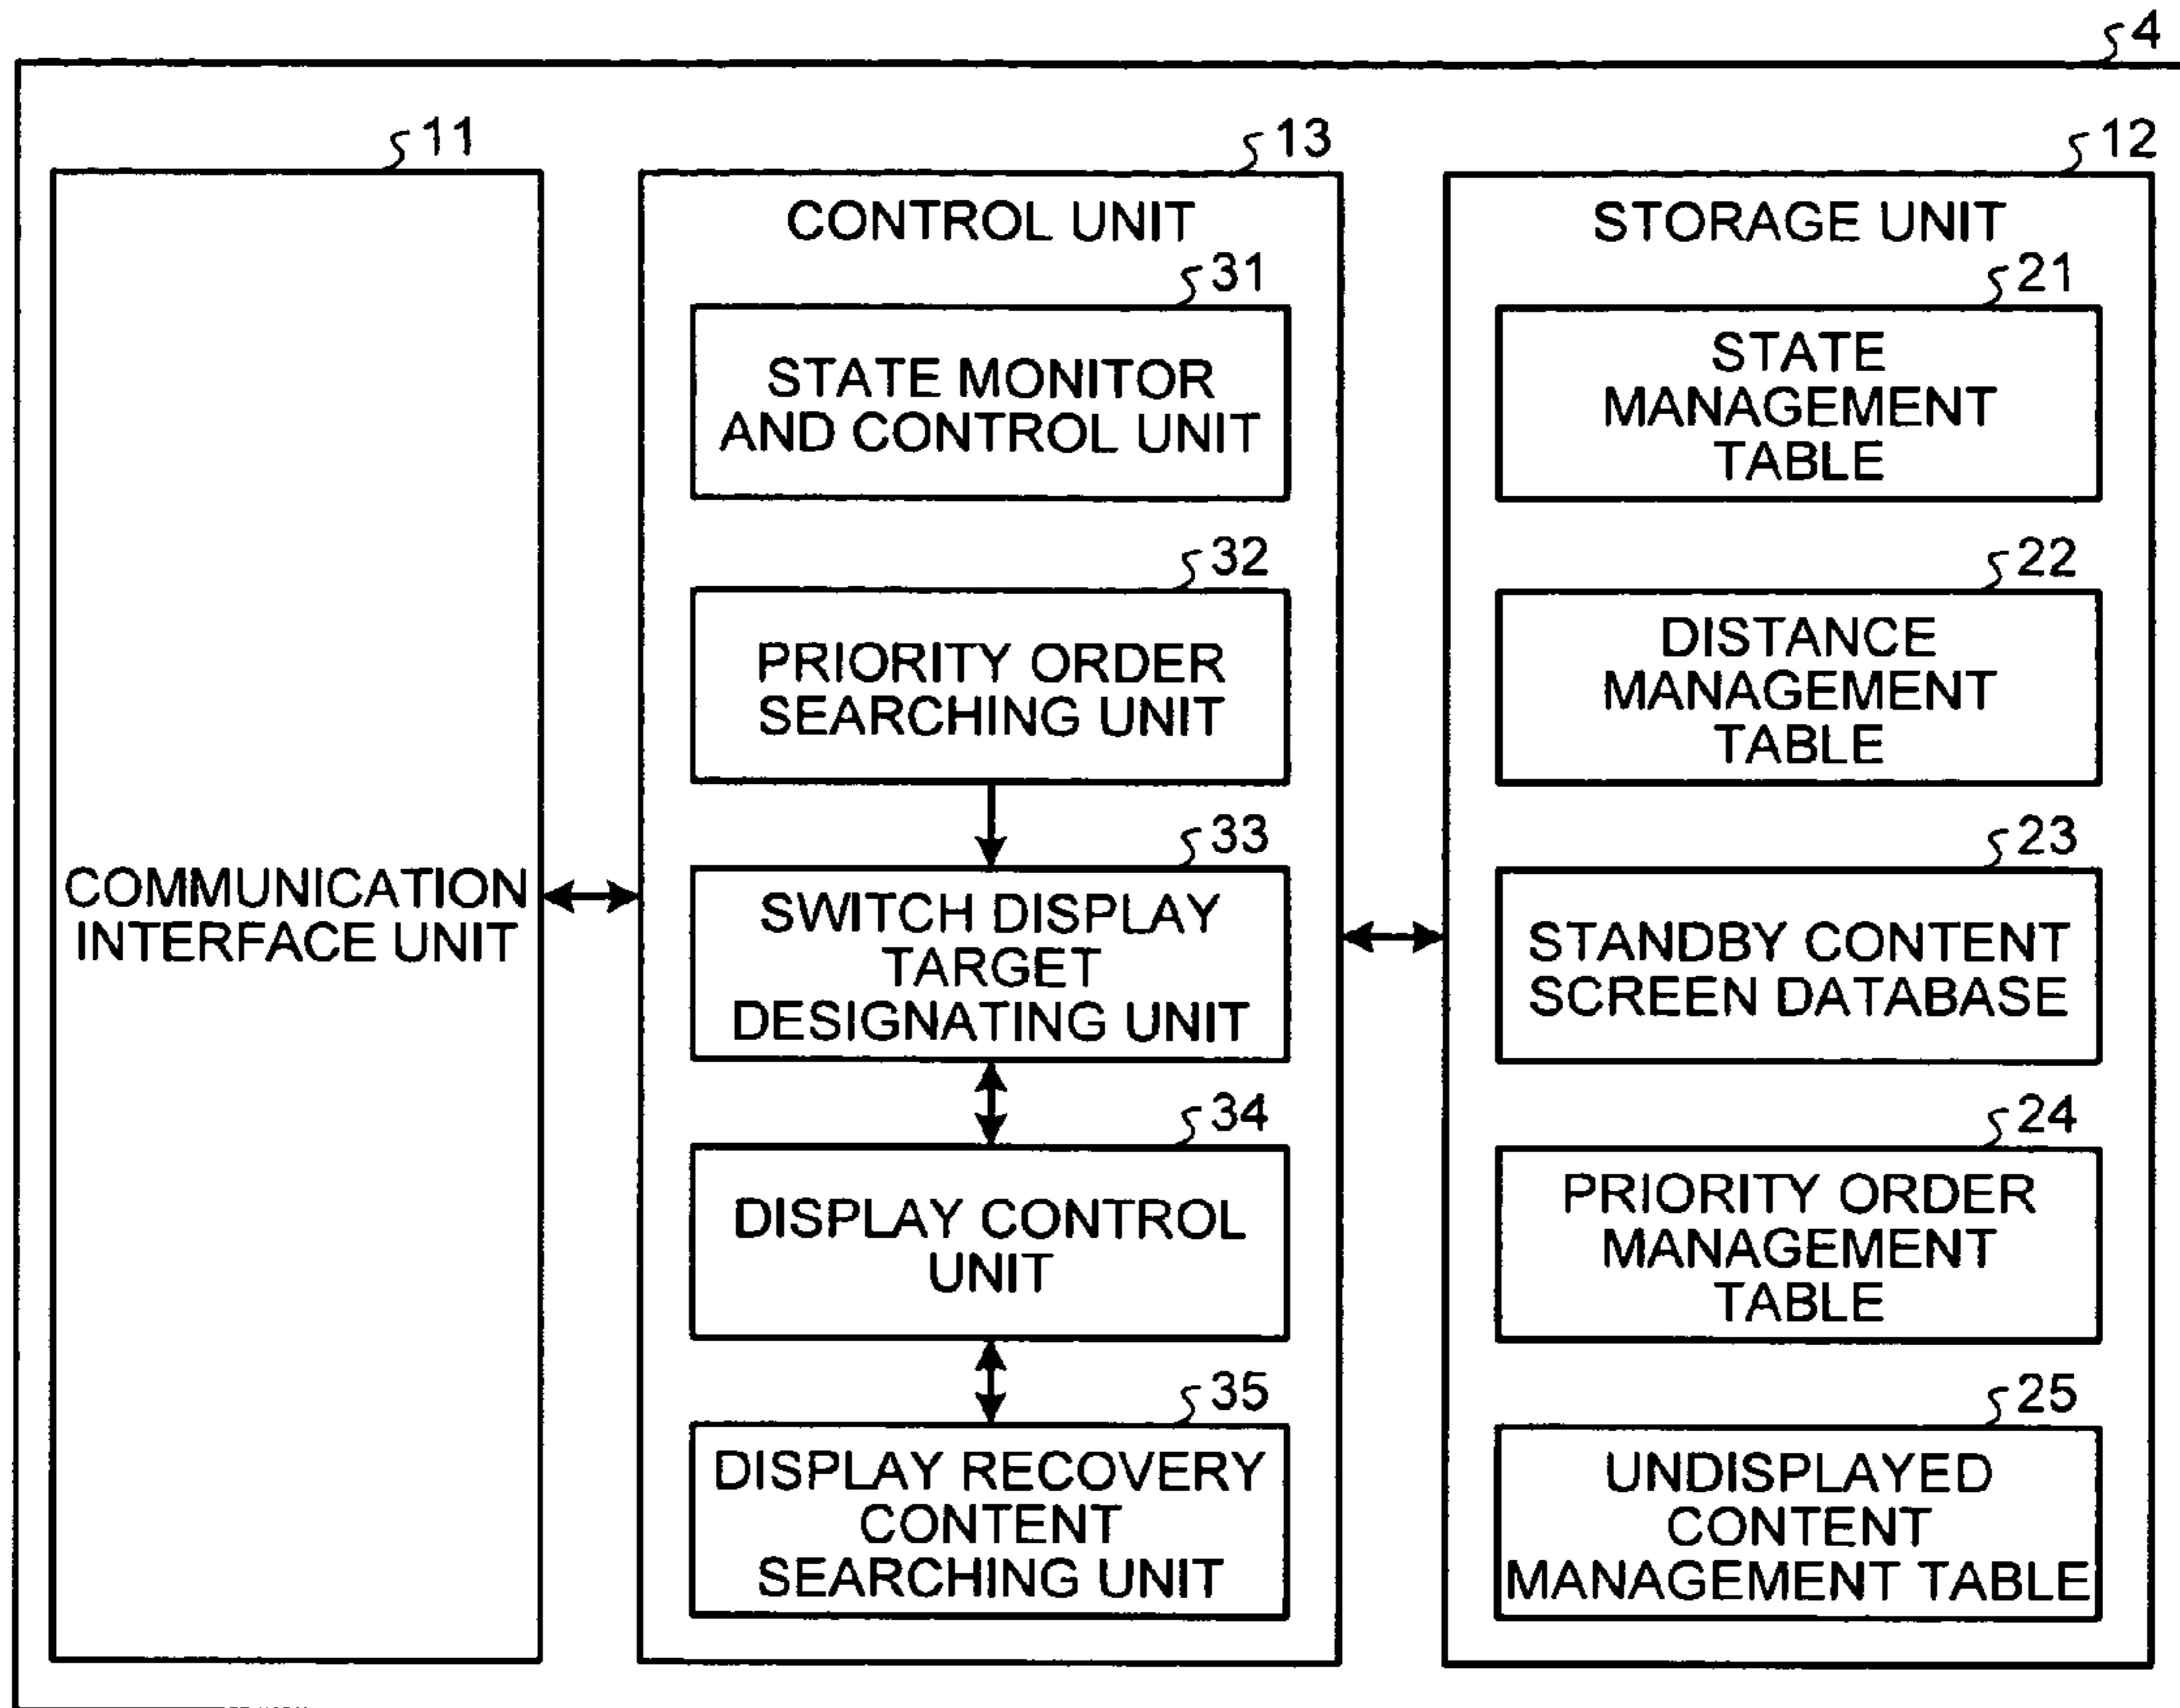 4
11
COMMUNICATION
INTERFACE UNIT
13
CONTROL UNIT
31
STATE MONITOR
AND CONTROL UNIT
32
PRIORITY ORDER
SEARCHING UNIT
33
SWITCH DISPLAY
TARGET
DESIGNATING UNIT
34
DISPLAY CONTROL
UNIT
35
DISPLAY RECOVERY
CONTENT
SEARCHING UNIT
12
STORAGE UNIT
21
STATE
MANAGEMENT
TABLE
22
DISTANCE
MANAGEMENT
TABLE
23
STANDBY CONTENT
SCREEN DATABASE
24
PRIORITY ORDER
MANAGEMENT
TABLE
25
UNDISPLAYED
CONTENT
MANAGEMENT TABLE